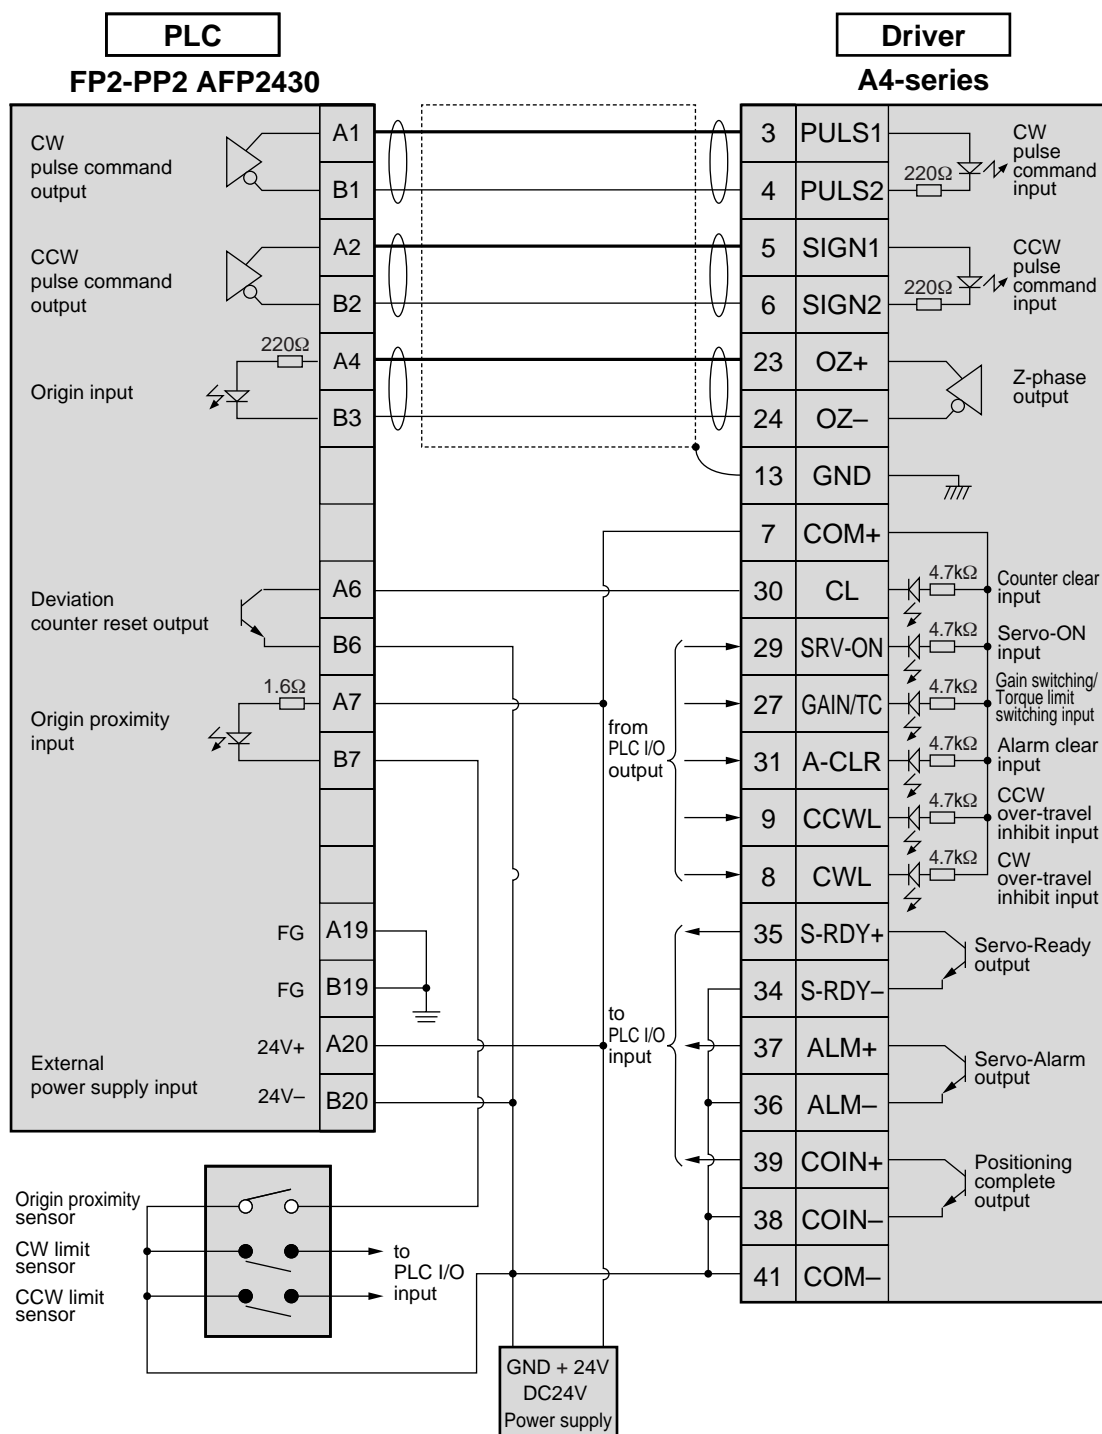 PLC
FP2-PP2 AFP2430
Driver
A4-series
CW
pulse command
output
A1
B1
CCW
pulse command
output
A2
B2
220Ω
Origin input
A4
B3
Deviation
counter reset output
A6
B6
1.6Ω
Origin proximity
input
A7
B7
FG
A19
FG
B19
External
power supply input
24V+
A20
24V–
B20
3 PULS1
4 PULS2
220Ω
CW
pulse
command
input
5 SIGN1
6 SIGN2
220Ω
CCW
pulse
command
input
23 OZ+
24 OZ–
Z-phase
output
13 GND
7 COM+
30 CL
4.7kΩ
Counter clear
input
29 SRV-ON
4.7kΩ
Servo-ON
input
27 GAIN/TC
4.7kΩ
Gain switching/
Torque limit
switching input
31 A-CLR
4.7kΩ
Alarm clear
input
9 CCWL
4.7kΩ
CCW
over-travel
inhibit input
8 CWL
4.7kΩ
CW
over-travel
inhibit input
from
PLC I/O
output
35 S-RDY+
34 S-RDY–
Servo-Ready
output
37 ALM+
36 ALM–
Servo-Alarm
output
39 COIN+
38 COIN–
Positioning
complete
output
41 COM–
to
PLC I/O
input
Origin proximity
sensor
CW limit
sensor
CCW limit
sensor
to
PLC I/O
input
GND + 24V
DC24V
Power supply